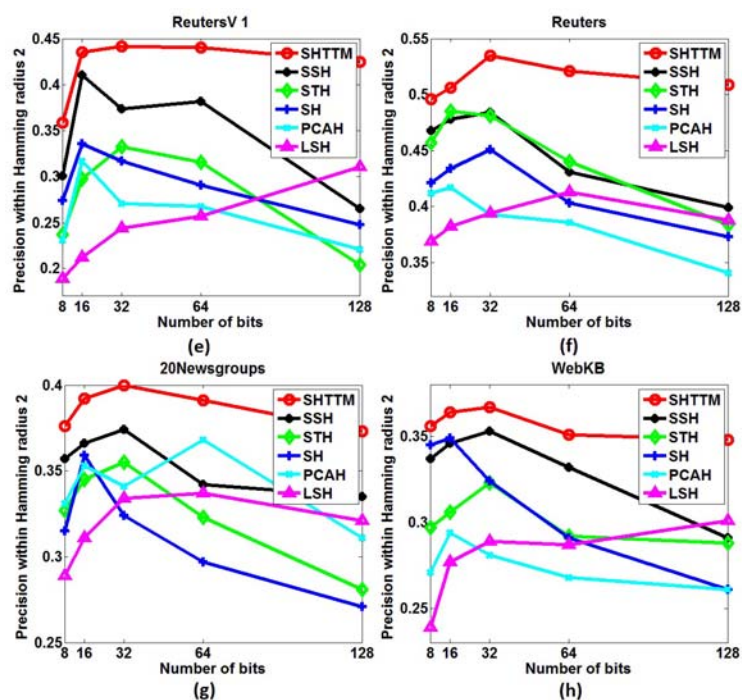 ReutersV 1
Precision within Hamming radius 2
0.45
0.4
0.35
0.3
0.25
0.2
SHTTM
SSH
STH
SH
PCAH
LSH
8 16 32 64 128
Number of bits
(e)
Reuters
Precision within Hamming radius 2
0.55
0.5
0.45
0.4
0.35
SHTTM
SSH
STH
SH
PCAH
LSH
8 16 32 64 128
Number of bits
(f)
20Newsgroups
Precision within Hamming radius 2
0.4
0.35
0.3
0.25
SHTTM
SSH
STH
SH
PCAH
LSH
8 16 32 64 128
Number of bits
(g)
WebKB
Precision within Hamming radius 2
0.4
0.35
0.3
0.25
SHTTM
SSH
STH
SH
PCAH
LSH
8 16 32 64 128
Number of bits
(h)